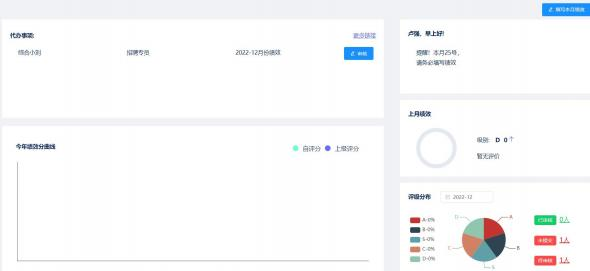 填写本月绩效
代办事项:
更多链接
综合小刘 招聘专员 2022-12月份绩效 审核
卢强，早上好!
提醒! 本月25号，
请务必填写绩效
上月绩效
级别: D 0
暂无评价
今年绩效分曲线
自评分 上级评分
评级分布 2022-12
A-0%
B-0%
S-0%
C-0%
D-0%
D
A
C
B
S
已审核 0人
未提交 1人
待审核 1人